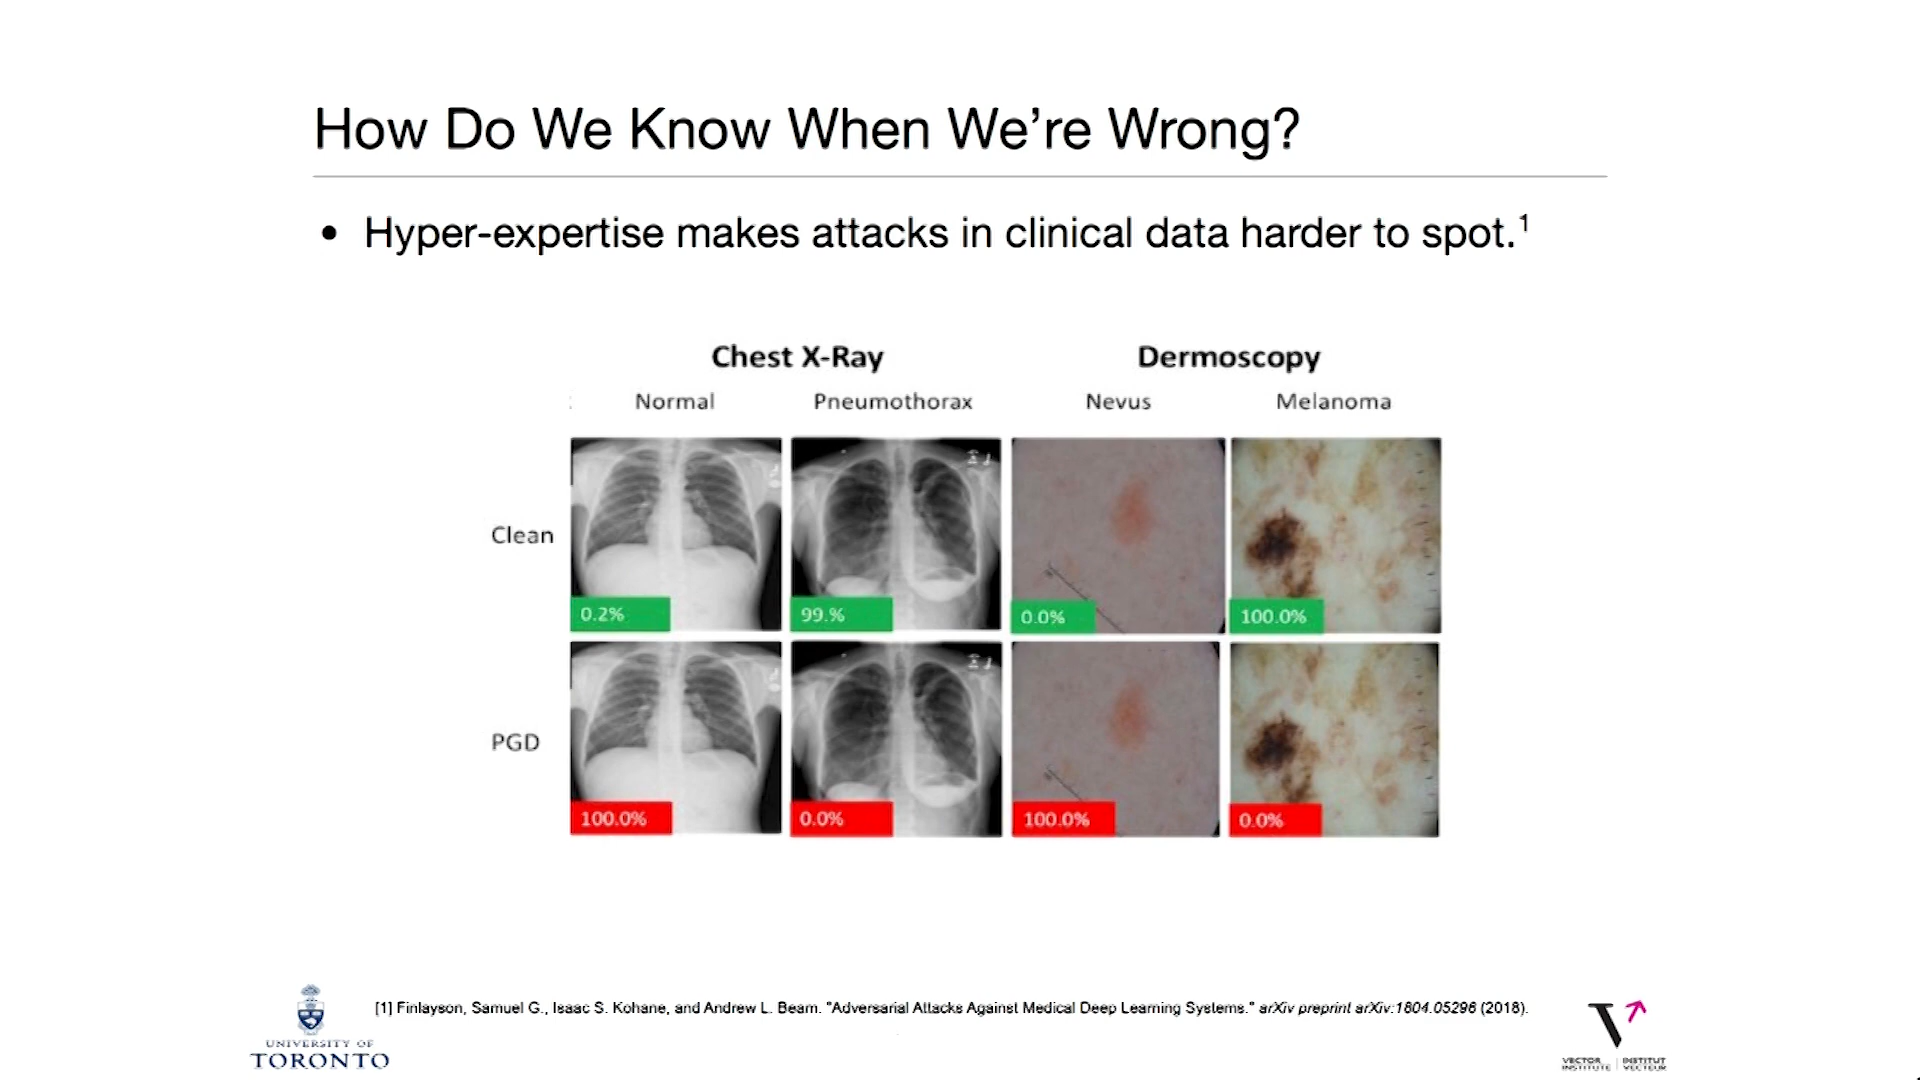 How Do We Know When We're Wrong?
• Hyper-expertise makes attacks in clinical data harder to spot.¹
Chest X-Ray Dermoscopy
Normal Pneumothorax Nevus Melanoma
Clean
0.2% 99.% 0.0% 100.0%
PGD
100.0% 0.0% 100.0% 0.0%
[1] Finlayson, Samuel G., Isaac S. Kohane, and Andrew L. Beam. "Adversarial Attacks Against Medical Deep Learning Systems." arXiv preprint arXiv:1804.05296 (2018).
UNIVERSITY OF
TORONTO
VECTOR INSTITUT
INSTITUTE VECTEUR